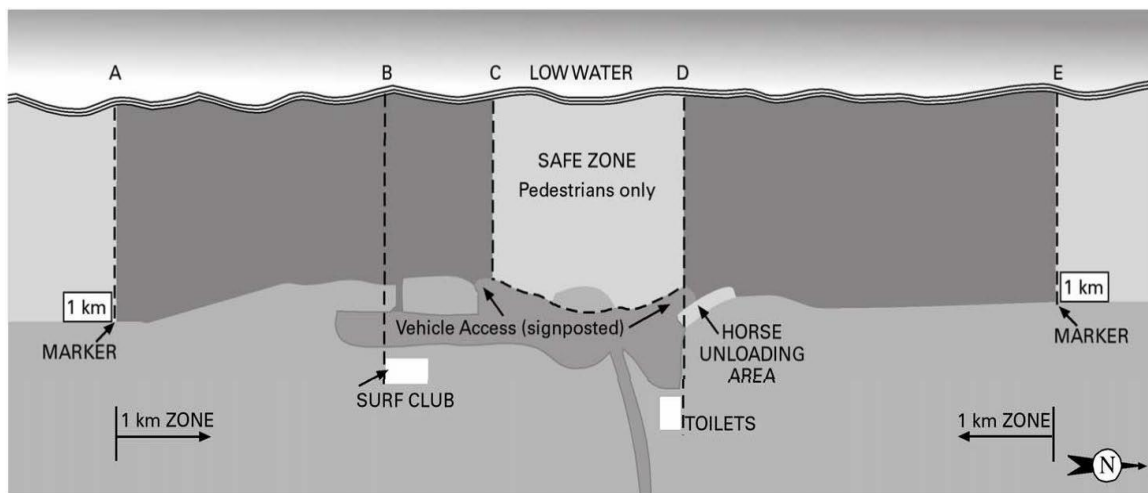 A
B
C
LOW WATER
D
E
SAFE ZONE
Pedestrians only
1 km
MARKER
Vehicle Access (signposted)
HORSE
UNLOADING
AREA
1 km
MARKER
SURF CLUB
TOILETS
1 km ZONE
1 km ZONE
N